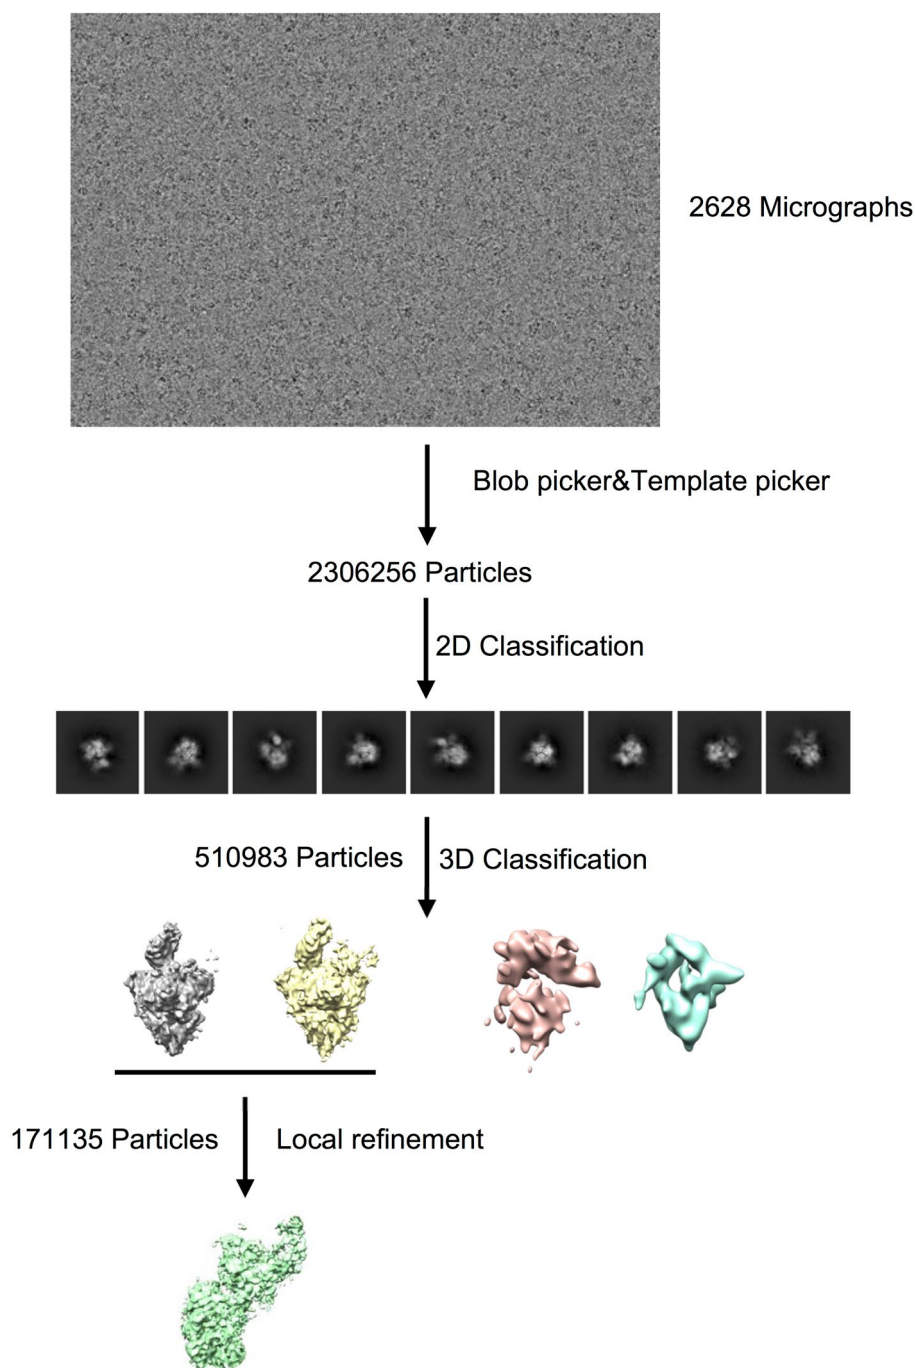 2628 Micrographs
Blob picker&Template picker
2306256 Particles
2D Classification
510983 Particles
3D Classification
171135 Particles
Local refinement